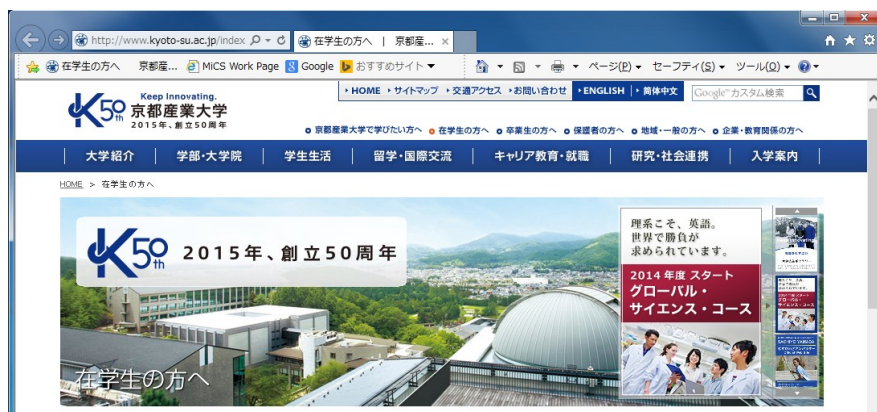 http://www.kyoto-su.ac.jp/index
在学生の方へ | 京都産...
在学生の方へ 京都産... MiCS Work Page Google おすすめサイト▼ ページ(P) セーフティ(S) ツール(O)
Keep Innovating.
K50th 京都産業大学
2015年、創立50周年
HOME サイトマップ 交通アクセス お問い合わせ ENGLISH 简体中文 Google カスタム検索
京都産業大学で学びたい方へ 在学生の方へ 卒業生の方へ 保護者の方へ 地域・一般の方へ 企業・教育関係の方へ
大学紹介 学部・大学院 学生生活 留学・国際交流 キャリア教育・就職 研究・社会連携 入学案内
HOME > 在学生の方へ
K50th 2015年、創立50周年
理系こそ、英語。
世界で勝負が
求められています。
2014年度 スタート
グローバル・
サイエンス・コース
在学生の方へ